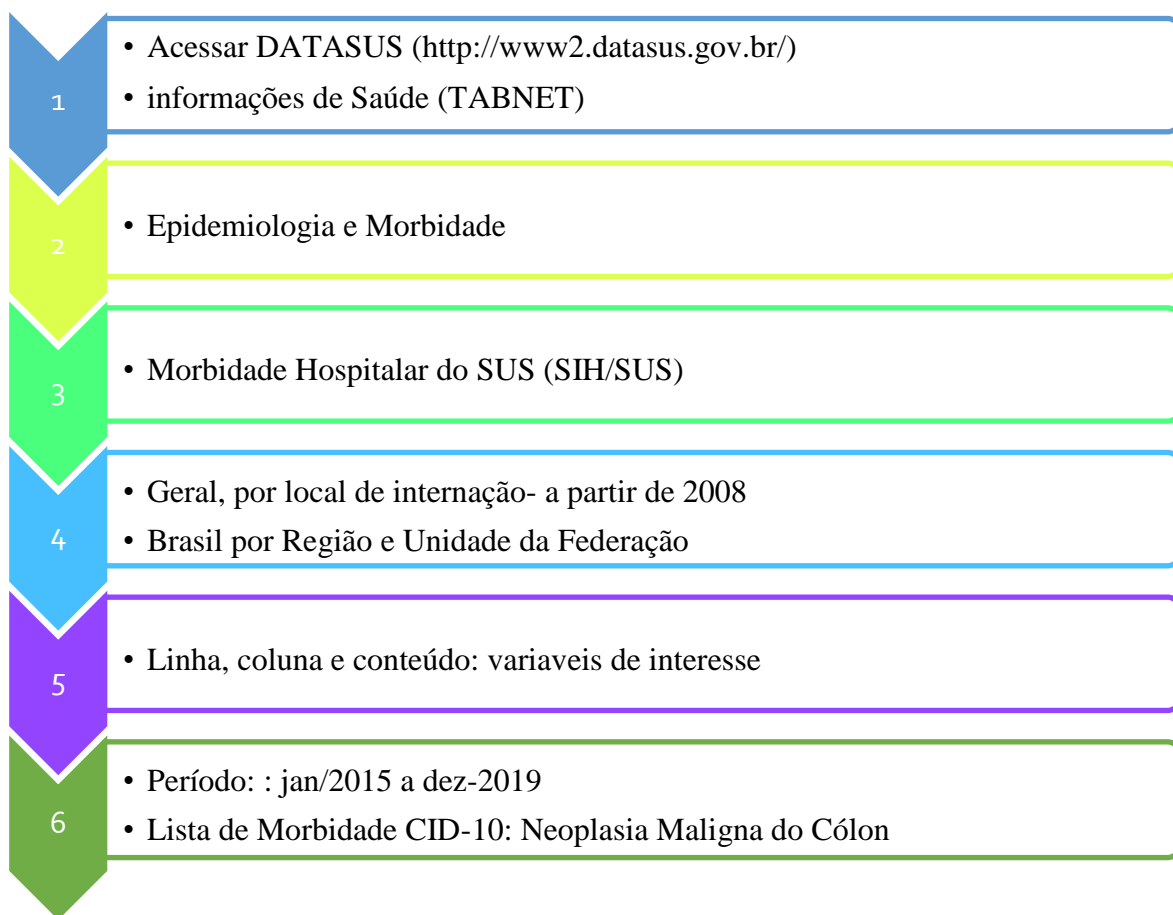 1
• Acessar DATASUS (http://www2.datasus.gov.br/)
• informações de Saúde (TABNET)
2
• Epidemiologia e Morbidade
3
• Morbidade Hospitalar do SUS (SIH/SUS)
4
• Geral, por local de internação- a partir de 2008
• Brasil por Região e Unidade da Federação
5
• Linha, coluna e conteúdo: variaveis de interesse
6
• Período: : jan/2015 a dez-2019
• Lista de Morbidade CID-10: Neoplasia Maligna do Cólon